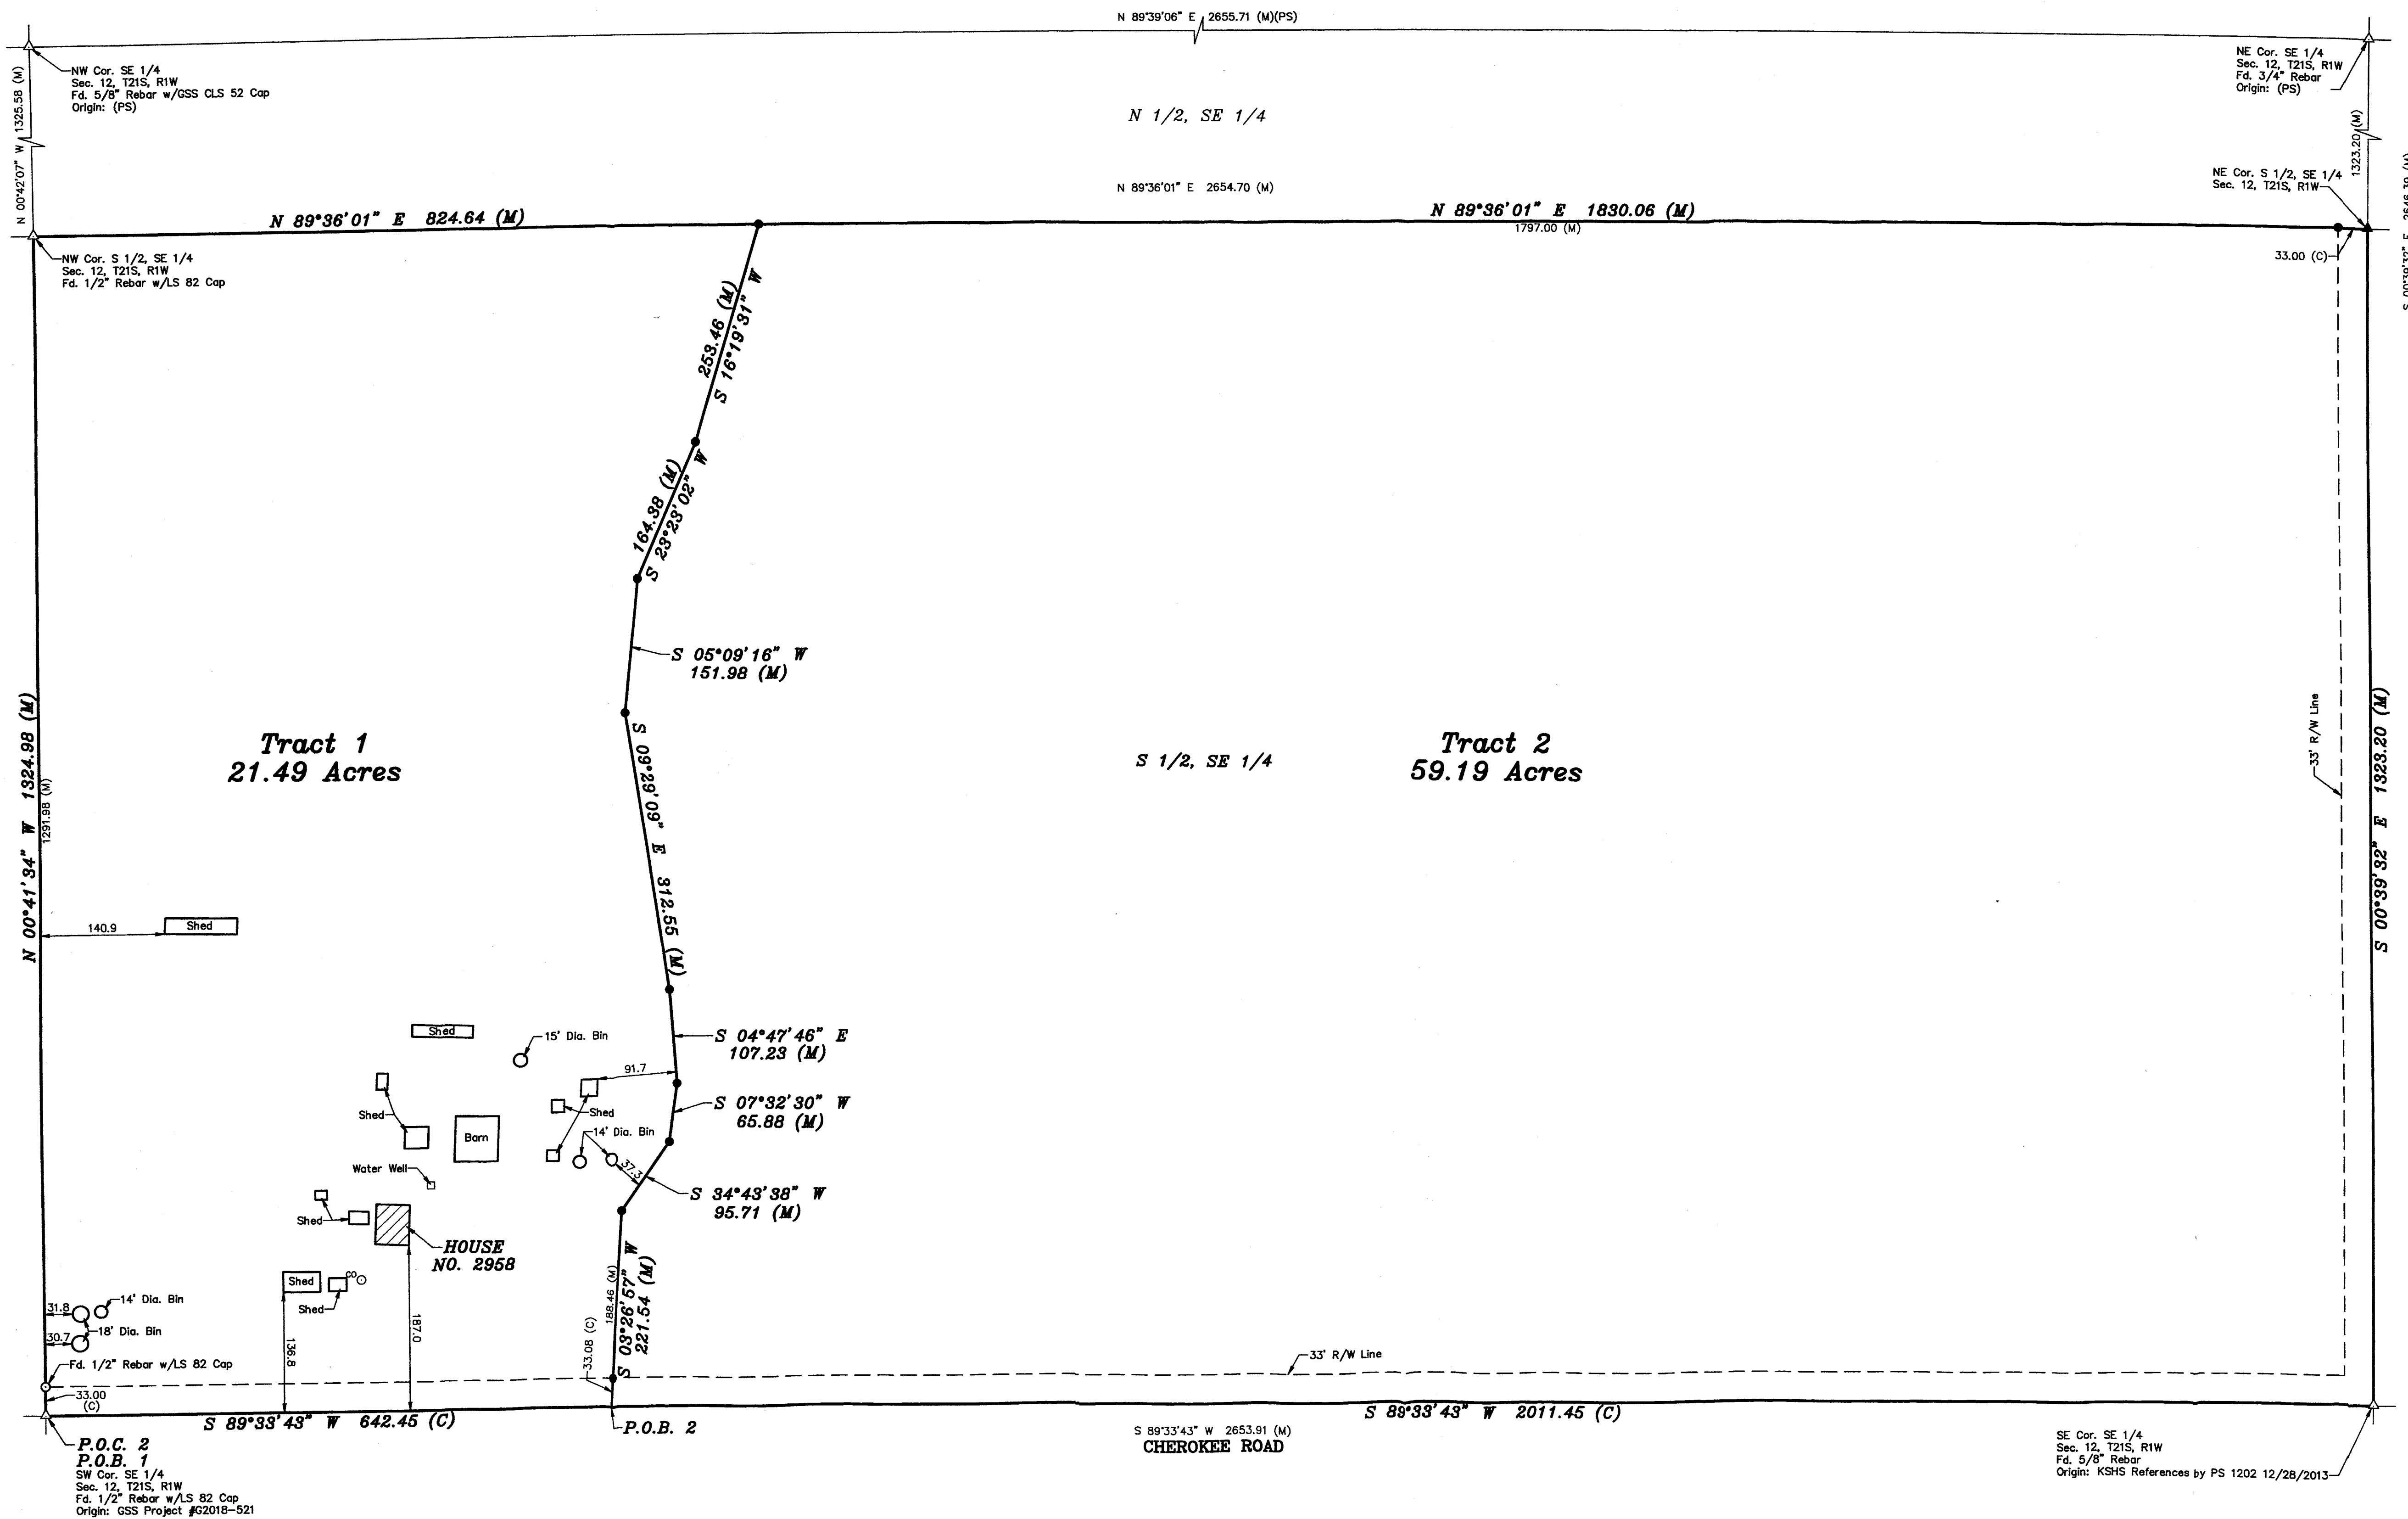 N 89°39'06" E 2655.71 (M)(PS)
NW Cor. SE 1/4
Sec. 12, T21S, R1W
Fd. 5/8" Rebar w/GSS CLS 52 Cap
Origin: (PS)
NE Cor. SE 1/4
Sec. 12, T21S, R1W
Fd. 3/4" Rebar
Origin: (PS)
N 00°42'07" W 1325.58 (M)
N 1/2, SE 1/4
1323.20 (M)
N 89°36'01" E 2654.70 (M)
NE Cor. S 1/2, SE 1/4
Sec. 12, T21S, R1W
S 00°39'32" E 2646.39 (M)
N 89°36'01" E 824.64 (M)
N 89°36'01" E 1830.06 (M)
1797.00 (M)
33.00 (C)
NW Cor. S 1/2, SE 1/4
Sec. 12, T21S, R1W
Fd. 1/2" Rebar w/LS 82 Cap
253.46 (M)
S 16°19'31" W
164.38 (M)
S 23°23'02" W
S 05°09'16" W
151.98 (M)
S 09°29'09" E 312.55 (M)
Tract 1
21.49 Acres
S 1/2, SE 1/4
Tract 2
59.19 Acres
33' R/W Line
N 00°41'34" W 1324.98 (M)
1291.98 (M)
S 00°39'32" E 1323.20 (M)
140.9
Shed
Shed
15' Dia. Bin
S 04°47'46" E
107.23 (M)
91.7
Shed
Shed
S 07°32'30" W
65.88 (M)
Barn
14' Dia. Bin
37.3
Water Well
S 34°43'38" W
95.71 (M)
Shed
HOUSE
NO. 2958
Shed
CO
Shed
31.8
14' Dia. Bin
18' Dia. Bin
30.7
136.8
187.0
188.46 (M)
S 03°26'57" W
221.54 (M)
33.08 (C)
Fd. 1/2" Rebar w/LS 82 Cap
33' R/W Line
33.00
(C)
S 89°33'43" W 642.45 (C)
P.O.B. 2
S 89°33'43" W 2011.45 (C)
S 89°33'43" W 2653.91 (M)
CHEROKEE ROAD
P.O.C. 2
P.O.B. 1
SW Cor. SE 1/4
Sec. 12, T21S, R1W
Fd. 1/2" Rebar w/LS 82 Cap
Origin: GSS Project #G2018-521
SE Cor. SE 1/4
Sec. 12, T21S, R1W
Fd. 5/8" Rebar
Origin: KSHS References by PS 1202 12/28/2013